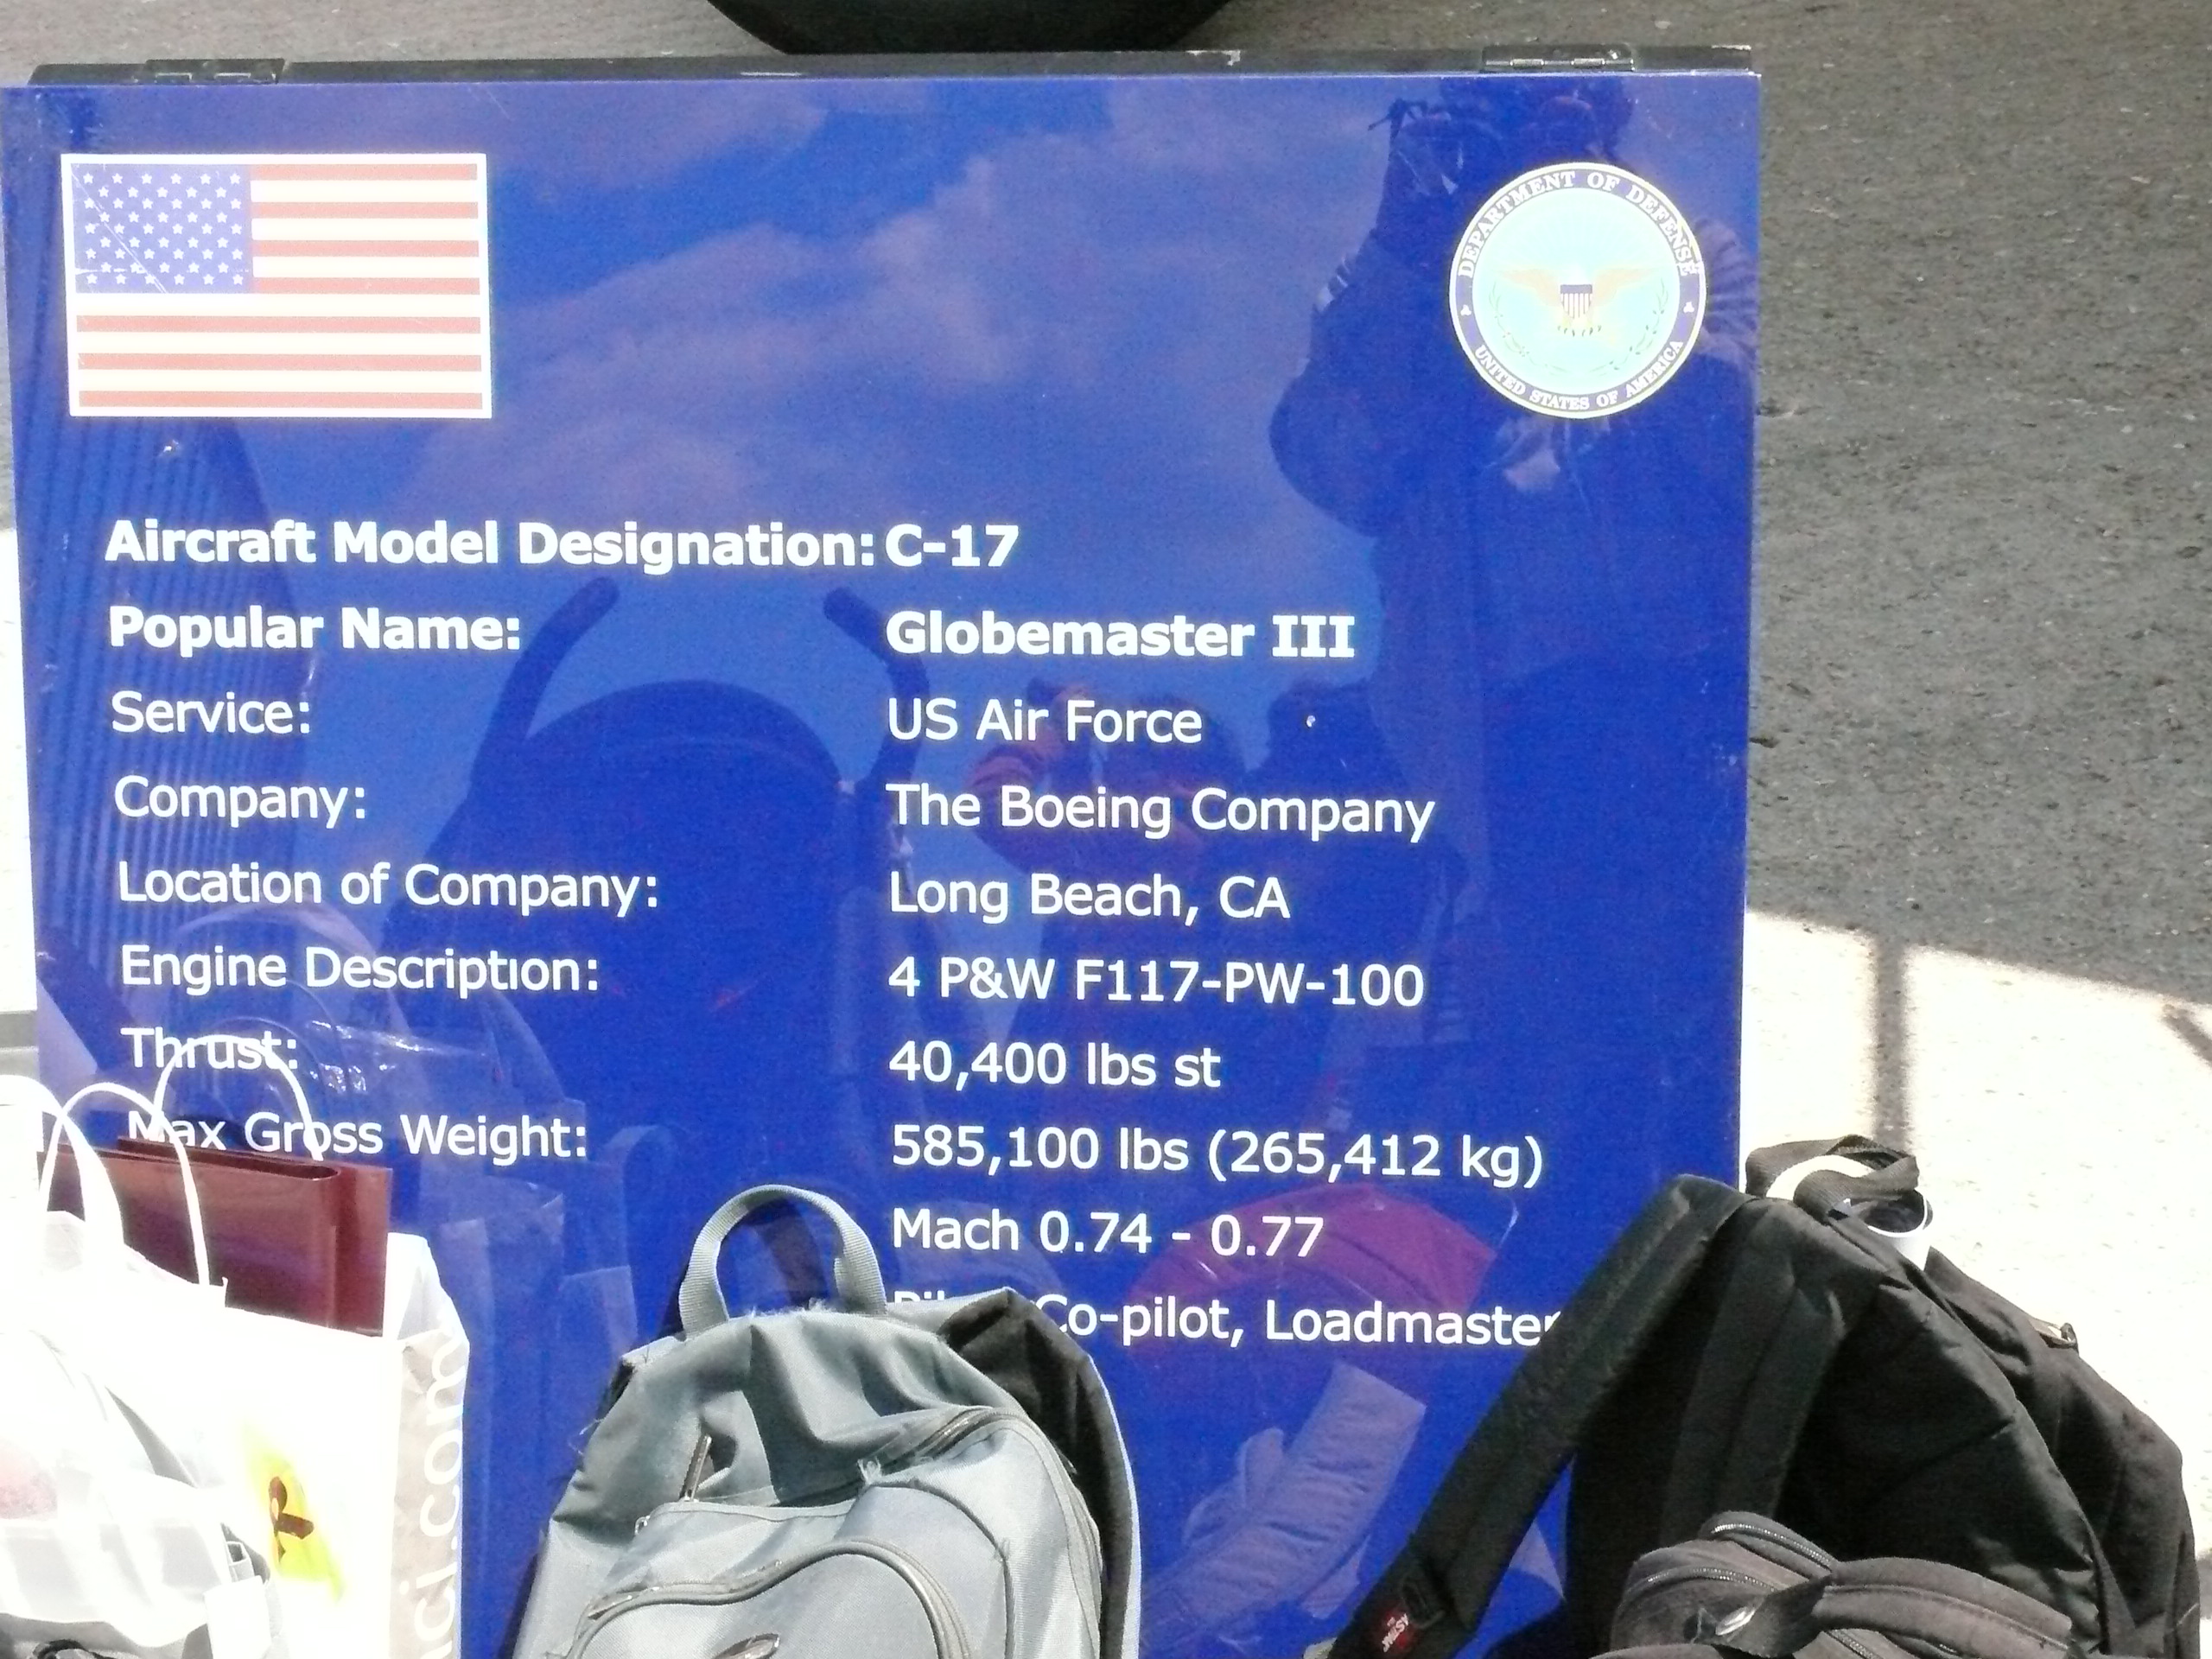 DEPARTMENT OF DEFENSE
UNITED STATES OF AMERICA
Aircraft Model Designation: C-17
Popular Name: Globemaster III
Service: US Air Force
Company: The Boeing Company
Location of Company: Long Beach, CA
Engine Description: 4 P&W F117-PW-100
Thrust: 40,400 lbs st
Max Gross Weight: 585,100 lbs (265,412 kg)
Mach 0.74 - 0.77
Co-pilot, Loadmaster